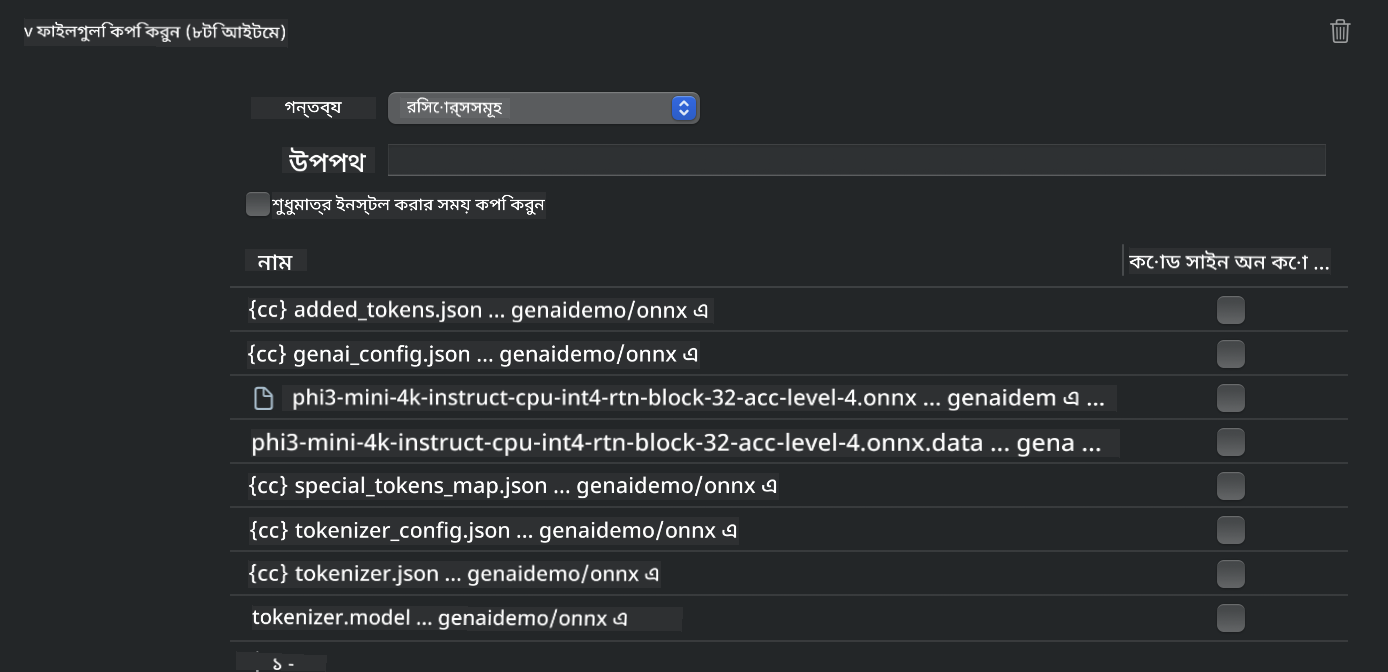 v ফাইলগুলি কপি করুন (৮টি আইটেম)
গন্তব্য
রিসোর্সসমূহ
উপপথ
শুধুমাত্র ইনস্টল করার সময় কপি করুন
নাম
কোড সাইন অন কো ...
{cc} added_tokens.json ... genaidemo/onnx এ
{cc} genai_config.json ... genaidemo/onnx এ
phi3-mini-4k-instruct-cpu-int4-rtn-block-32-acc-level-4.onnx ... genaidem এ ...
phi3-mini-4k-instruct-cpu-int4-rtn-block-32-acc-level-4.onnx.data ... gena ...
{cc} special_tokens_map.json ... genaidemo/onnx এ
{cc} tokenizer_config.json ... genaidemo/onnx এ
{cc} tokenizer.json ... genaidemo/onnx এ
tokenizer.model ... genaidemo/onnx এ
১ -